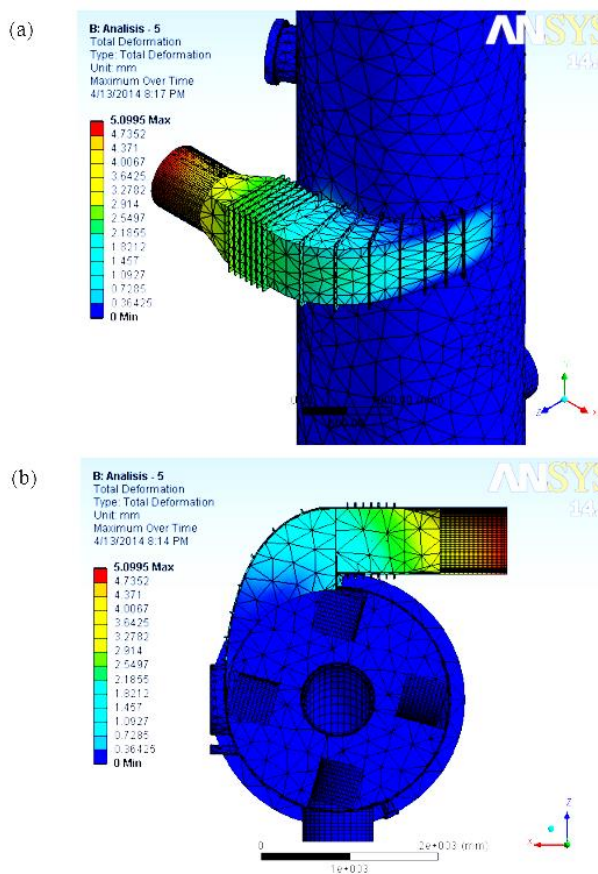 (a)
B: Analisis - 5
Total Deformation
Type: Total Deformation
Unit: mm
Maximum Over Time
4/13/2014 8:17 PM
ANSYS
14.
5.0995 Max
4.7352
4.371
4.0067
3.6425
3.2782
2.914
2.5497
2.1855
1.8212
1.457
1.0927
0.7285
0.36425
0 Min
Y
Z
X
(b)
B: Analisis - 5
Total Deformation
Type: Total Deformation
Unit: mm
Maximum Over Time
4/13/2014 8:14 PM
ANSYS
14.
5.0995 Max
4.7352
4.371
4.0067
3.6425
3.2782
2.914
2.5497
2.1855
1.8212
1.457
1.0927
0.7285
0.36425
0 Min
Z
X
0 2e+003 (mm)
1e+003